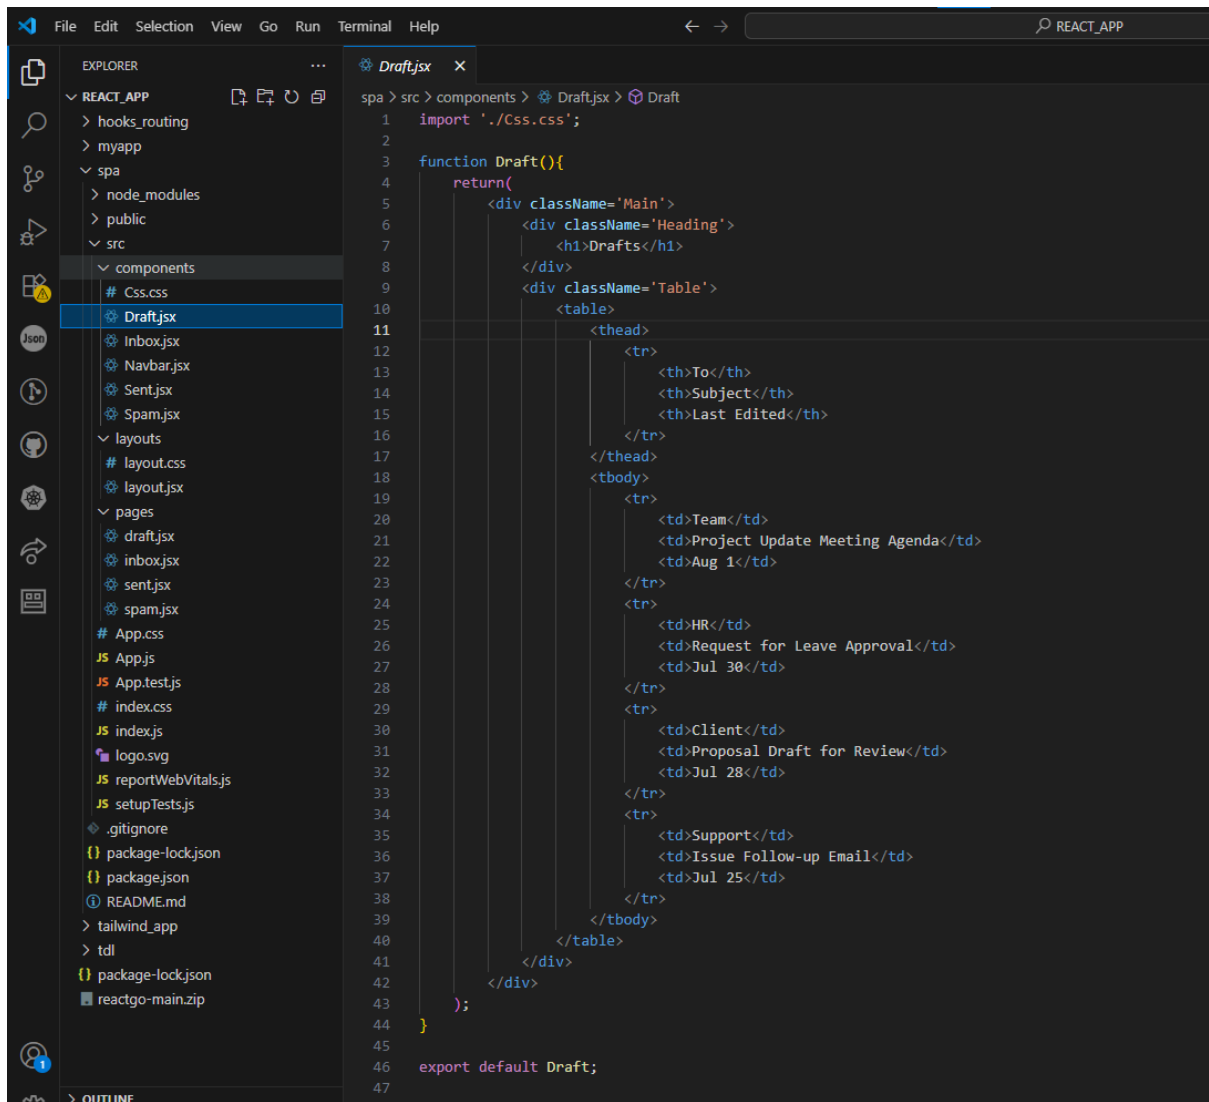 File Edit Selection View Go Run Terminal Help
REACT_APP
EXPLORER
Draft.jsx
REACT_APP
spa > src > components > Draft.jsx > Draft
hooks_routing
myapp
spa
node_modules
public
src
components
# Css.css
Draft.jsx
Inbox.jsx
Navbar.jsx
Sent.jsx
Spam.jsx
layouts
# layout.css
layout.jsx
pages
draft.jsx
inbox.jsx
sent.jsx
spam.jsx
# App.css
JS App.js
JS App.test.js
# index.css
JS index.js
logo.svg
JS reportWebVitals.js
JS setupTests.js
.gitignore
{} package-lock.json
{} package.json
README.md
tailwind_app
tdl
{} package-lock.json
reactgo-main.zip
OUTLINE
Json
1
1 import './Css.css';
2
3 function Draft(){
4 return(
5 <div className='Main'>
6 <div className='Heading'>
7 <h1>Drafts</h1>
8 </div>
9 <div className='Table'>
10 <table>
11 <thead>
12 <tr>
13 <th>To</th>
14 <th>Subject</th>
15 <th>Last Edited</th>
16 </tr>
17 </thead>
18 <tbody>
19 <tr>
20 <td>Team</td>
21 <td>Project Update Meeting Agenda</td>
22 <td>Aug 1</td>
23 </tr>
24 <tr>
25 <td>HR</td>
26 <td>Request for Leave Approval</td>
27 <td>Jul 30</td>
28 </tr>
29 <tr>
30 <td>Client</td>
31 <td>Proposal Draft for Review</td>
32 <td>Jul 28</td>
33 </tr>
34 <tr>
35 <td>Support</td>
36 <td>Issue Follow-up Email</td>
37 <td>Jul 25</td>
38 </tr>
39 </tbody>
40 </table>
41 </div>
42 </div>
43 );
44 }
45
46 export default Draft;
47